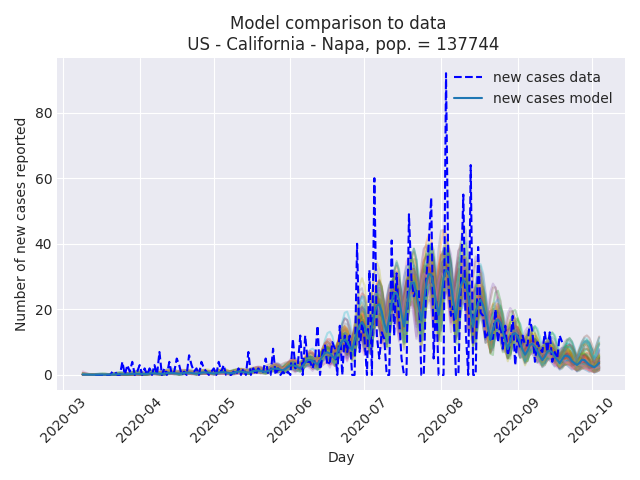 Model comparison to data
US - California - Napa, pop. = 137744
new cases data
new cases model
Number of new cases reported
80
60
40
20
0
2020-03
2020-04
2020-05
2020-06
2020-07
2020-08
2020-09
2020-10
Day